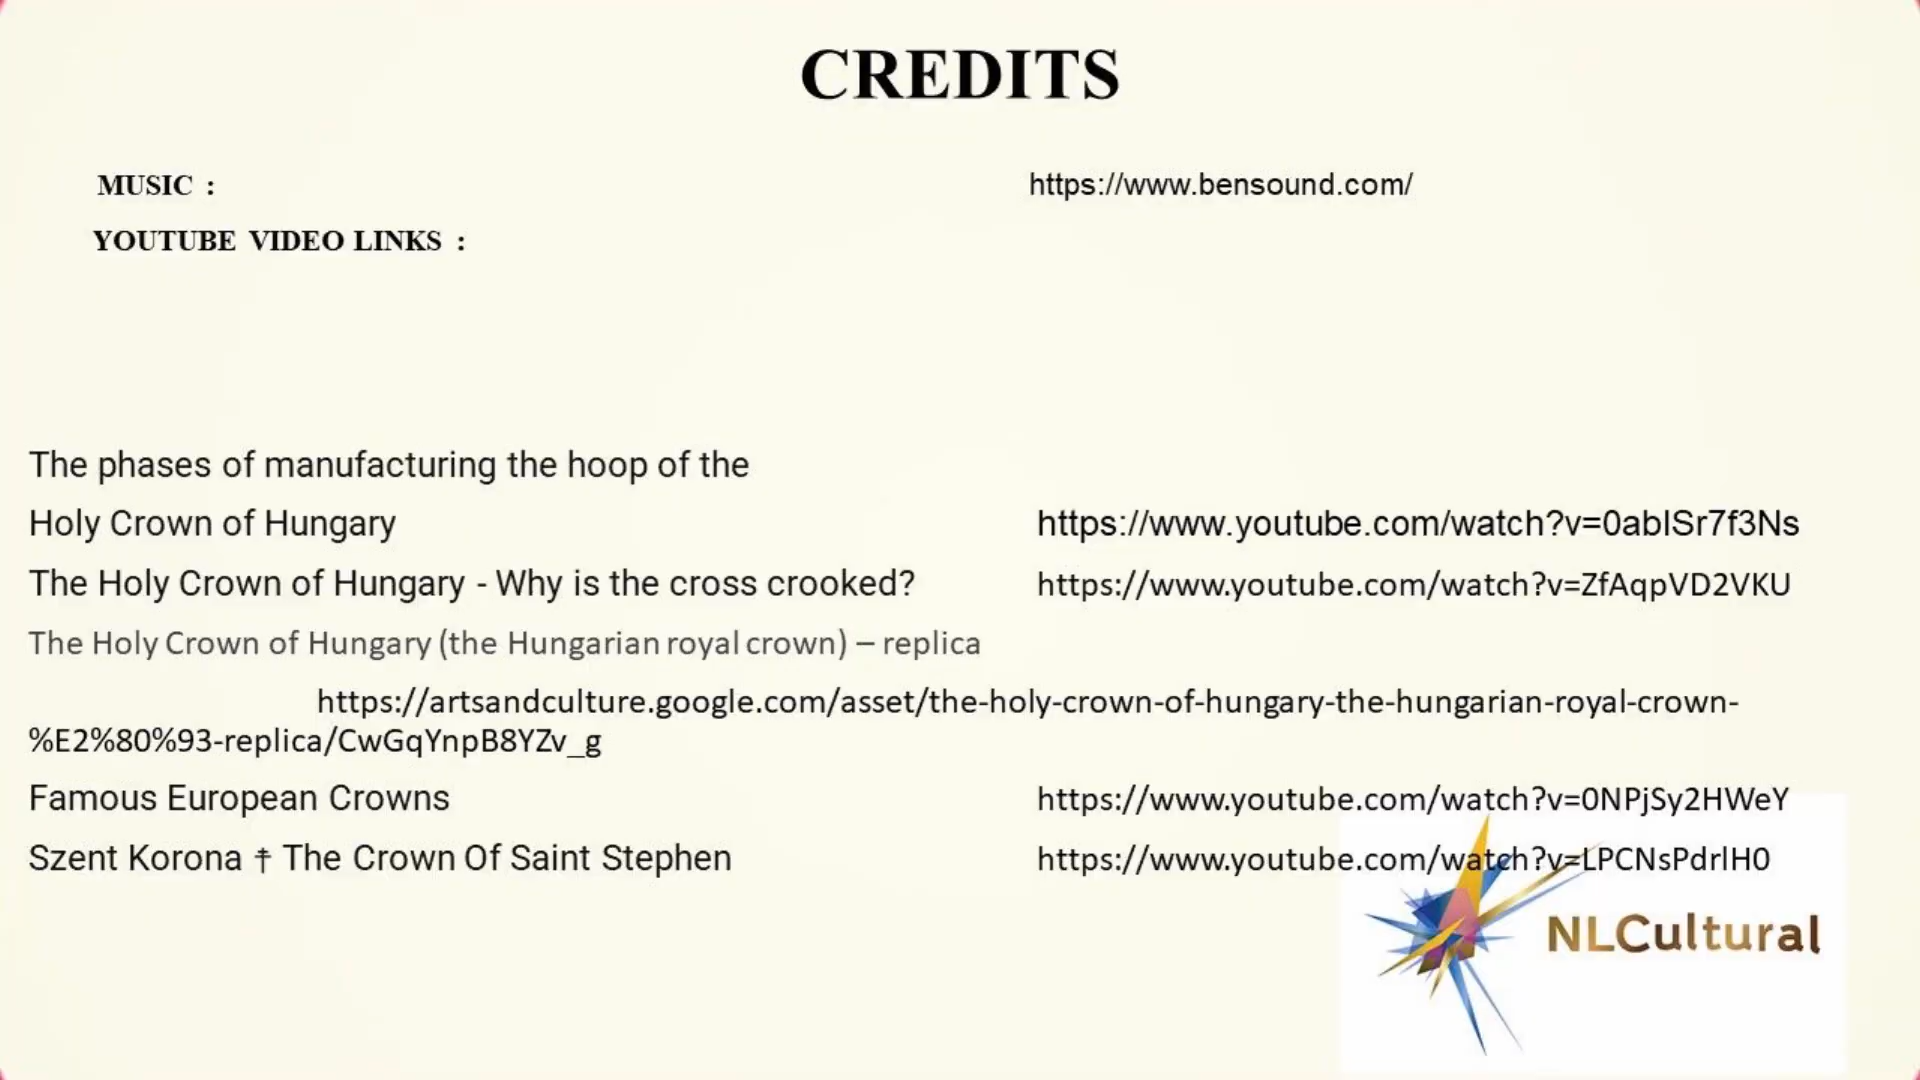 CREDITS
MUSIC : https://www.bensound.com/
YOUTUBE VIDEO LINKS :
The phases of manufacturing the hoop of the
Holy Crown of Hungary https://www.youtube.com/watch?v=0ablSr7f3Ns
The Holy Crown of Hungary - Why is the cross crooked? https://www.youtube.com/watch?v=ZfAqpVD2VKU
The Holy Crown of Hungary (the Hungarian royal crown) – replica
https://artsandculture.google.com/asset/the-holy-crown-of-hungary-the-hungarian-royal-crown-
%E2%80%93-replica/CwGqYnpB8YZv_g
Famous European Crowns https://www.youtube.com/watch?v=0NPjSy2HWeY
Szent Korona ☨ The Crown Of Saint Stephen https://www.youtube.com/watch?v=LPCNsPdrlH0
NLCultural